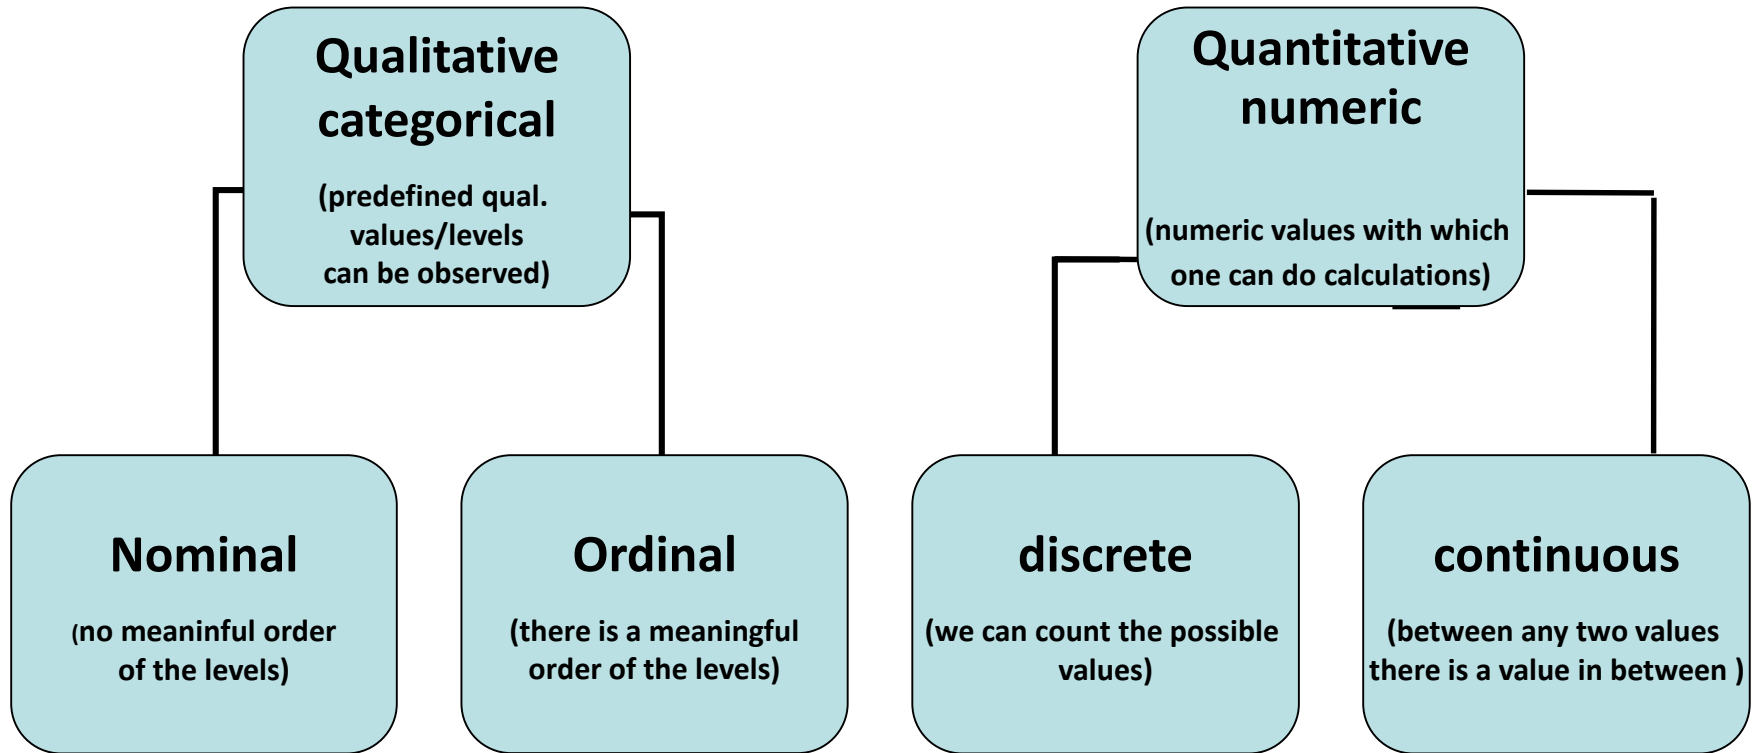 Qualitative
categorical
(predefined qual.
values/levels
can be observed)
Quantitative
numeric
(numeric values with which
one can do calculations)
Nominal
(no meaninful order
of the levels)
Ordinal
(there is a meaningful
order of the levels)
discrete
(we can count the possible
values)
continuous
(between any two values
there is a value in between )